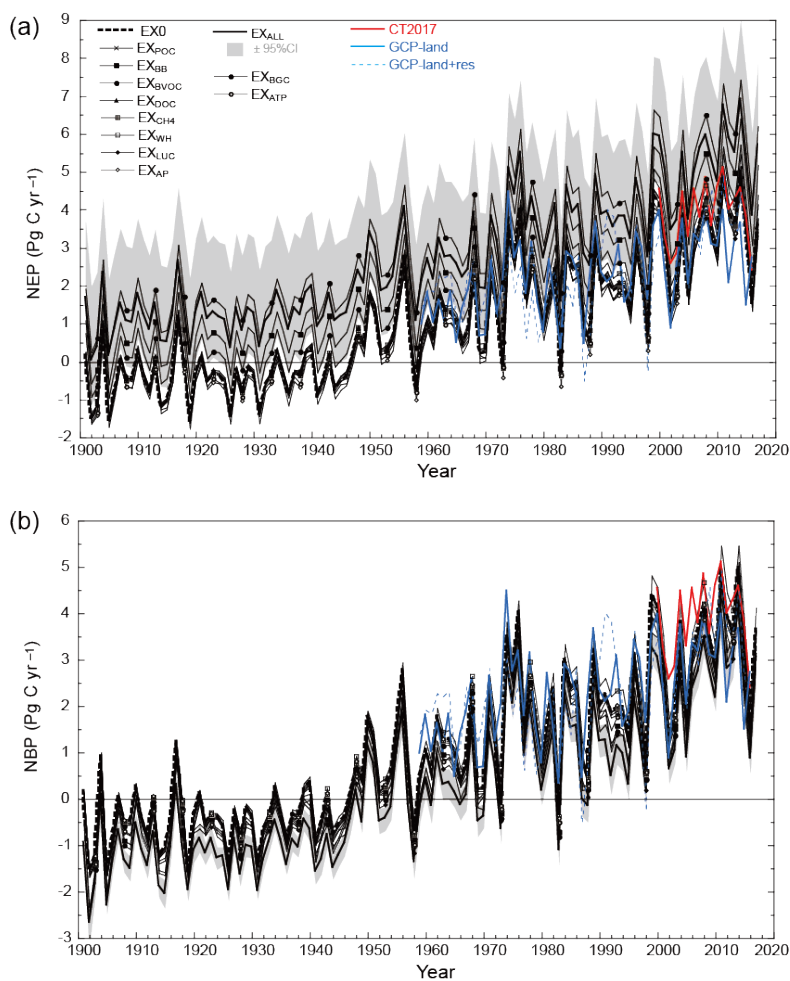 (a)
EX0
EXPOC
EXBB
EXBVOC
EXDOC
EXCH4
EXWH
EXLUC
EXAP
EXALL
± 95%CI
EXBGC
EXATP
CT2017
GCP-land
GCP-land+res
NEP (Pg C yr −1)
9
8
7
6
5
4
3
2
1
0
-1
-2
1900 1910 1920 1930 1940 1950 1960 1970 1980 1990 2000 2010 2020
Year
(b)
NBP (Pg C yr −1)
6
5
4
3
2
1
0
-1
-2
-3
1900 1910 1920 1930 1940 1950 1960 1970 1980 1990 2000 2010 2020
Year